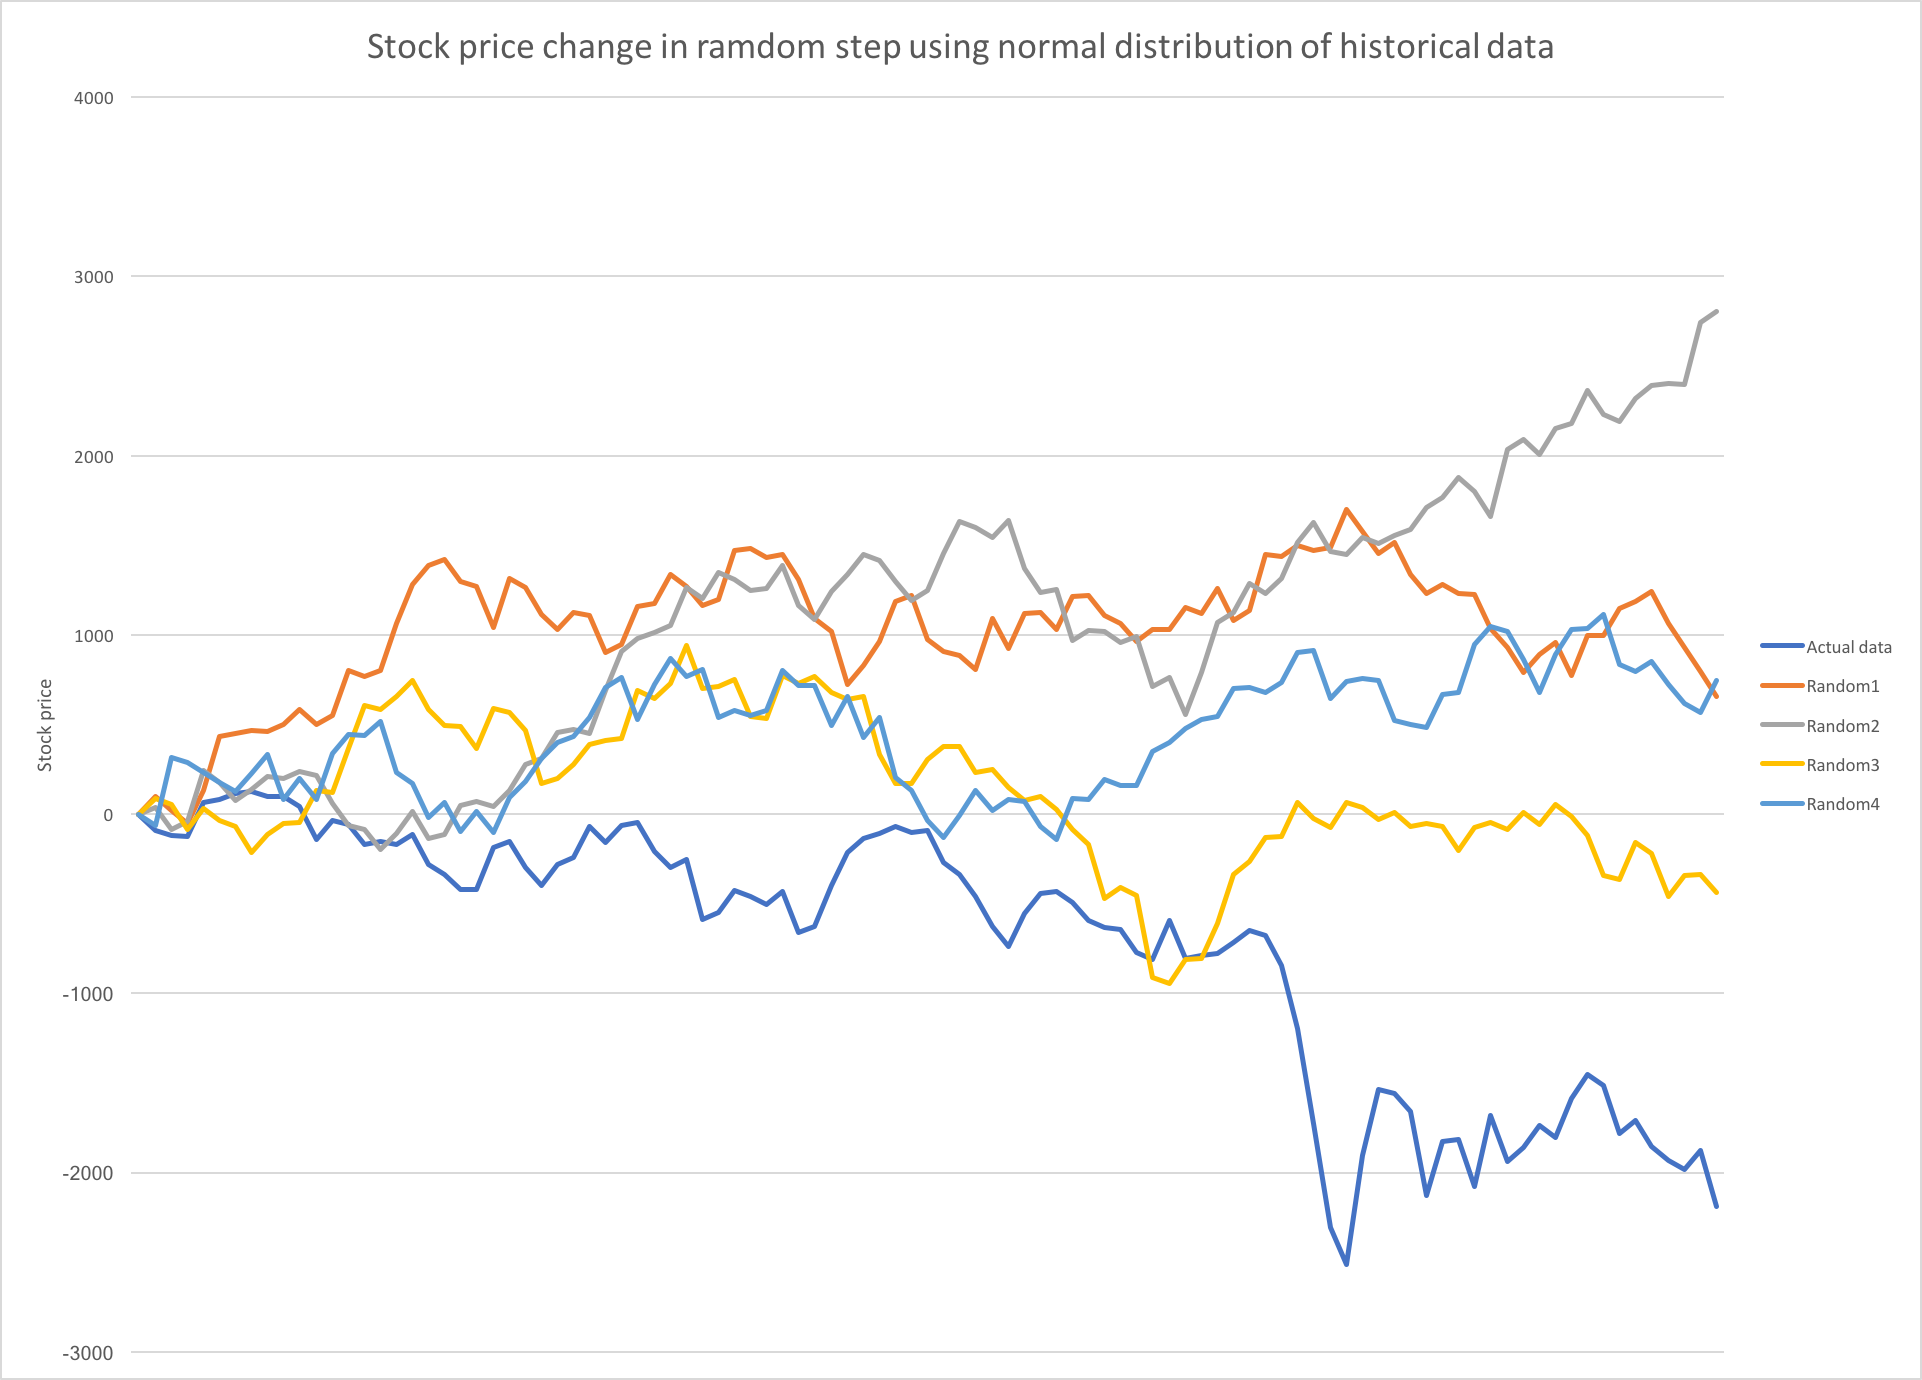 Stock price change in ramdom step using normal distribution of historical data
4000
3000
2000
1000
0
-1000
-2000
-3000
Stock price
Actual data
Random1
Random2
Random3
Random4